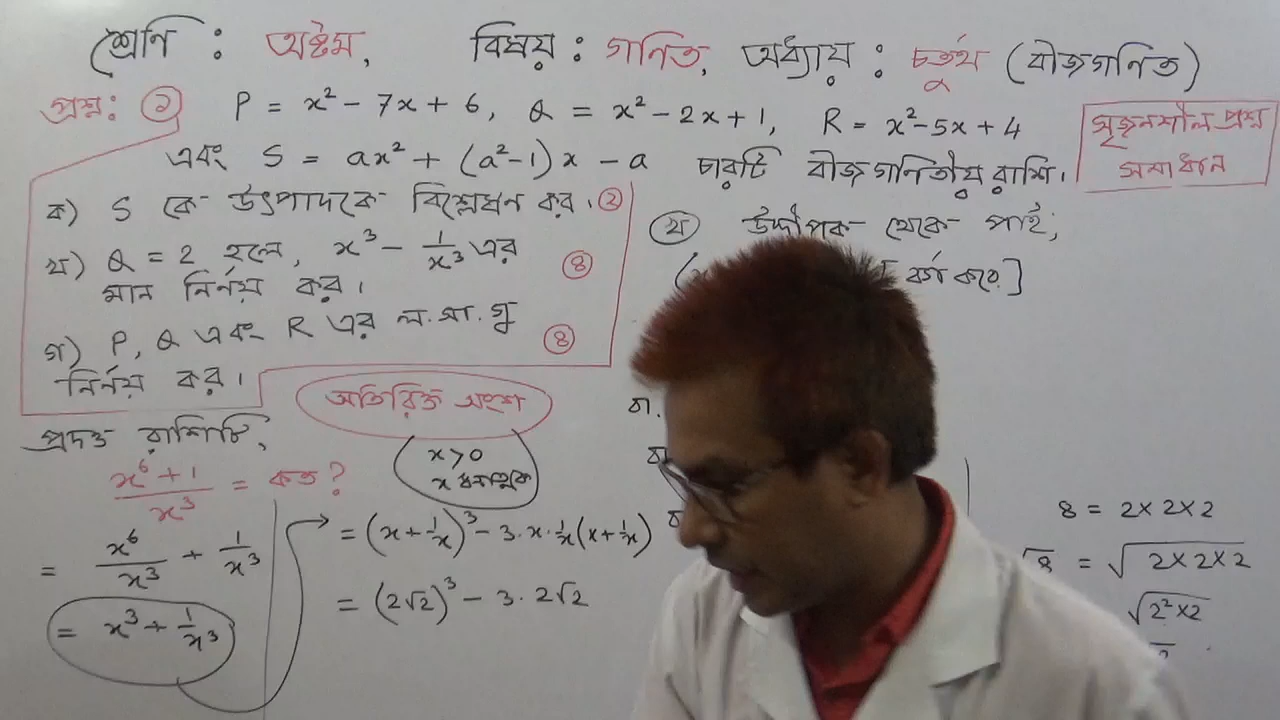 শ্রেণি : অষ্টম, বিষয় : গণিত, অধ্যায় : চতুর্থ (বীজগণিত)
প্রশ্ন: ২ P = x² - 7x + 6, Q = x² - 2x + 1, R = x² - 5x + 4
এবং S = ax² + (a² - 1)x - a চারটি বীজগণিতীয় রাশি।
সৃজনশীল প্রশ্ন
সমাধান
ক) S কে উৎপাদকে বিশ্লেষণ কর। ২
খ) Q = 2 হলে, x³ - 1/x³ এর
মান নির্ণয় কর। ৪
গ) P, Q এবং R এর ল.সা.গু
নির্ণয় কর। ৪
অতিরিক্ত অংশ
x > 0
প্রদত্ত রাশিটি,
(x⁶ + 1)/x³ = কত?
= x⁶/x³ + 1/x³
= x³ + 1/x³
= (x + 1/x)³ - 3.x.1/x(x + 1/x)
= (2√2)³ - 3.2√2
খ উদ্দীপক থেকে পাই;
বর্গ করে]
বা.
8 = 2×2×2
= √2×2×2
√2²×2